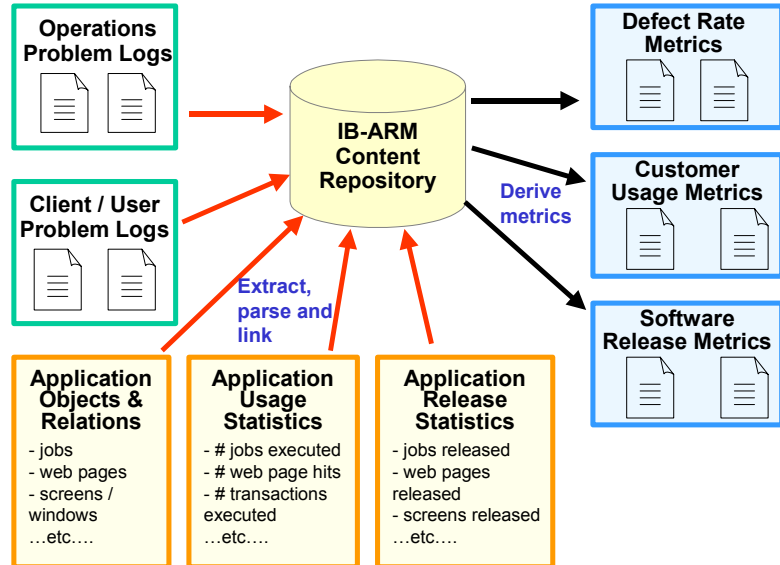 Operations
Problem Logs
Defect Rate
Metrics
IB-ARM
Content
Repository
Client / User
Problem Logs
Derive
metrics
Customer
Usage Metrics
Extract,
parse and
link
Software
Release Metrics
Application
Objects &
Relations
- jobs
- web pages
- screens /
windows
…etc….
Application
Usage
Statistics
- # jobs executed
- # web page hits
- # transactions
executed
…etc….
Application
Release
Statistics
- jobs released
- web pages
released
- screens released
…etc….